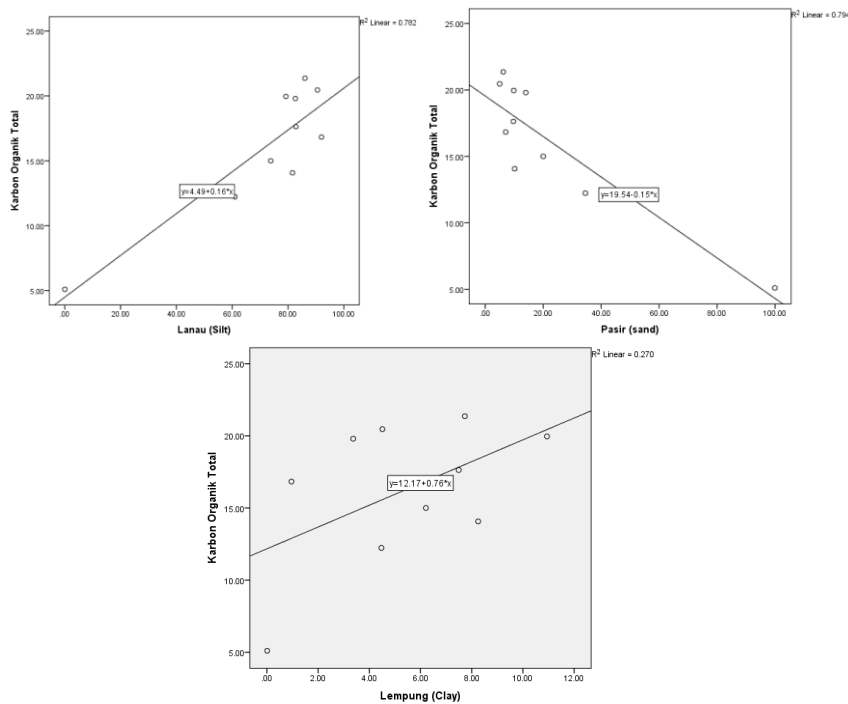 R² Linear = 0.782
25.00
20.00
15.00
10.00
5.00
Karbon Organik Total
y=4.49+0.16*x
.00 20.00 40.00 60.00 80.00 100.00
Lanau (Silt)
R² Linear = 0.794
25.00
20.00
15.00
10.00
5.00
Karbon Organik Total
y=19.54-0.15*x
.00 20.00 40.00 60.00 80.00 100.00
Pasir (sand)
R² Linear = 0.270
25.00
20.00
15.00
10.00
5.00
Karbon Organik Total
y=12.17+0.76*x
.00 2.00 4.00 6.00 8.00 10.00 12.00
Lempung (Clay)